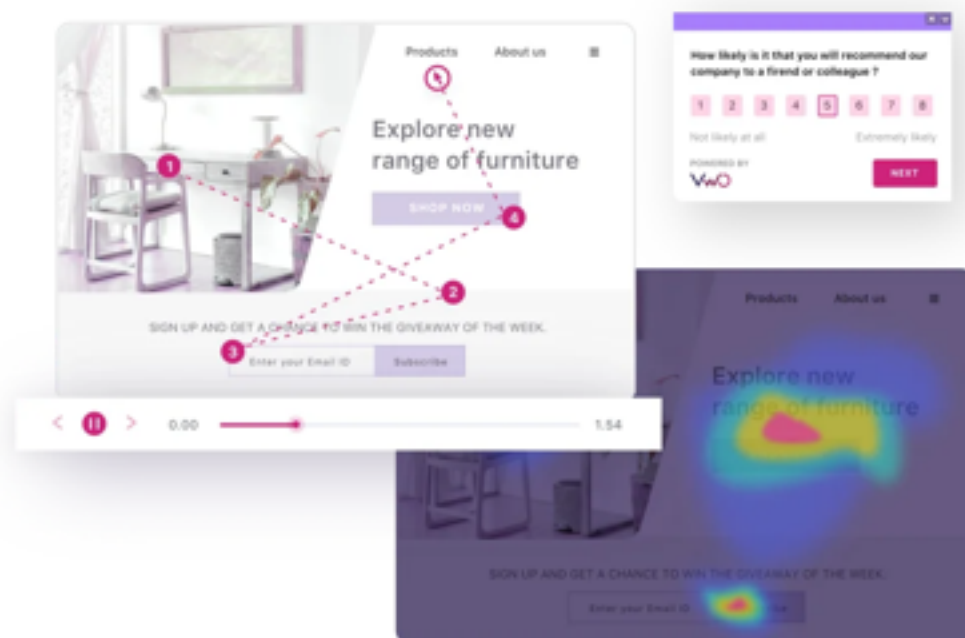 Products About us
Explore new
range of furniture
SHOP NOW
1
2
3
4
SIGN UP AND GET A CHANCE TO WIN THE GIVEAWAY OF THE WEEK.
Enter your Email ID Subscribe
0.00 1.54
How likely is it that you will recommend our
company to a firend or colleague ?
1 2 3 4 5 6 7 8
Not likely at all Extremely likely
POWERED BY
VWO
NEXT
Products About us
Explore new
range of furniture
SIGN UP AND GET A CHANCE TO WIN THE GIVEAWAY OF THE WEEK.
Enter your Email ID